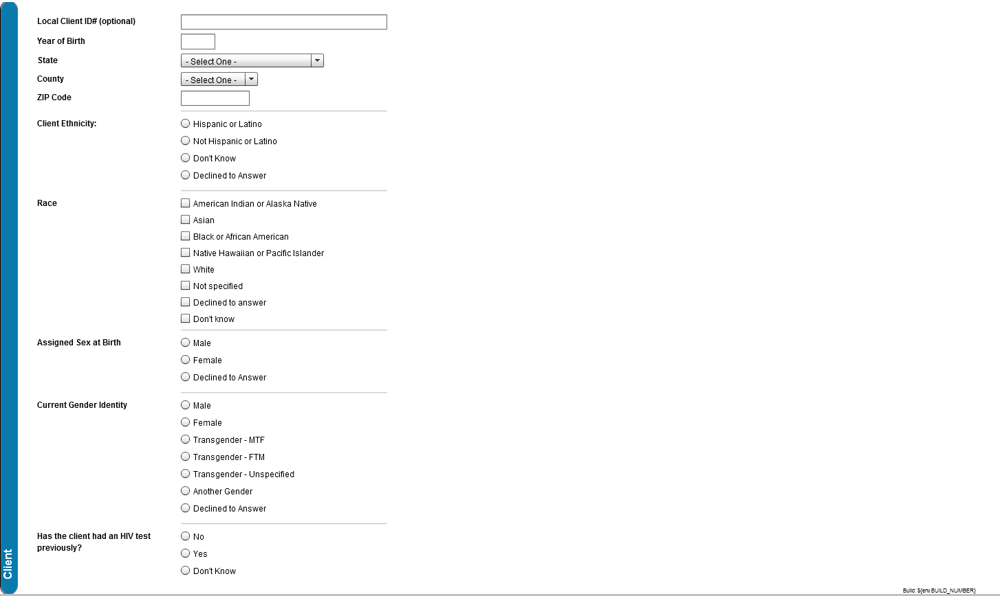 Local Client ID# (optional)
Year of Birth
State - Select One -
County - Select One -
ZIP Code
Client Ethnicity: Hispanic or Latino
Not Hispanic or Latino
Don't Know
Declined to Answer
Race American Indian or Alaska Native
Asian
Black or African American
Native Hawaiian or Pacific Islander
White
Not specified
Declined to answer
Don't know
Assigned Sex at Birth Male
Female
Declined to Answer
Current Gender Identity Male
Female
Transgender - MTF
Transgender - FTM
Transgender - Unspecified
Another Gender
Declined to Answer
Has the client had an HIV test No
previously?
Yes
Don't Know
Client
Build: ${env.BUILD_NUMBER}